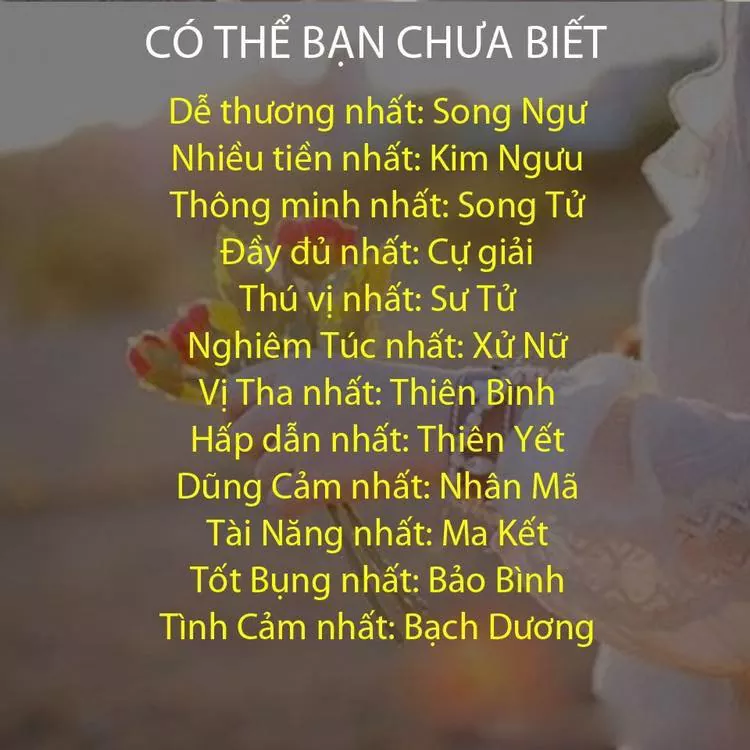 CÓ THỂ BẠN CHƯA BIẾT
Dễ thương nhất: Song Ngư
Nhiều tiền nhất: Kim Ngưu
Thông minh nhất: Song Tử
Đầy đủ nhất: Cự giải
Thú vị nhất: Sư Tử
Nghiêm Túc nhất: Xử Nữ
Vị Tha nhất: Thiên Bình
Hấp dẫn nhất: Thiên Yết
Dũng Cảm nhất: Nhân Mã
Tài Năng nhất: Ma Kết
Tốt Bụng nhất: Bảo Bình
Tình Cảm nhất: Bạch Dương